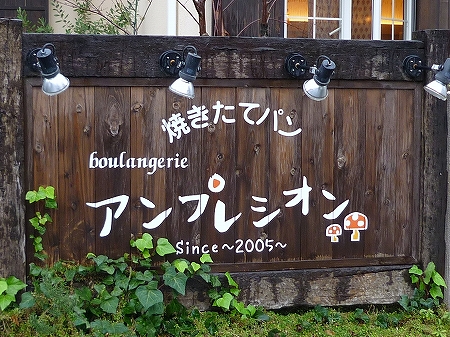 焼きたてパン
boulangerie
アンプレシオン
Since~2005~